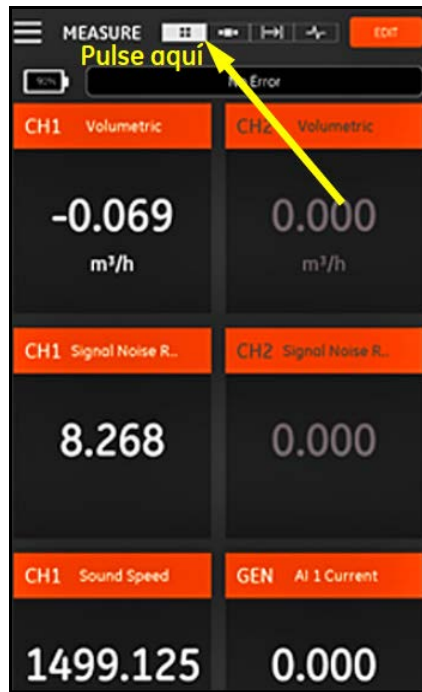 MEASURE EDIT
Pulse aquí
90% No Error
CH1 Volumetric CH2 Volumetric
-0.069 0.000
m³/h m³/h
CH1 Signal Noise R.. CH2 Signal Noise R..
8.268 0.000
CH1 Sound Speed GEN AI 1 Current
1499.125 0.000